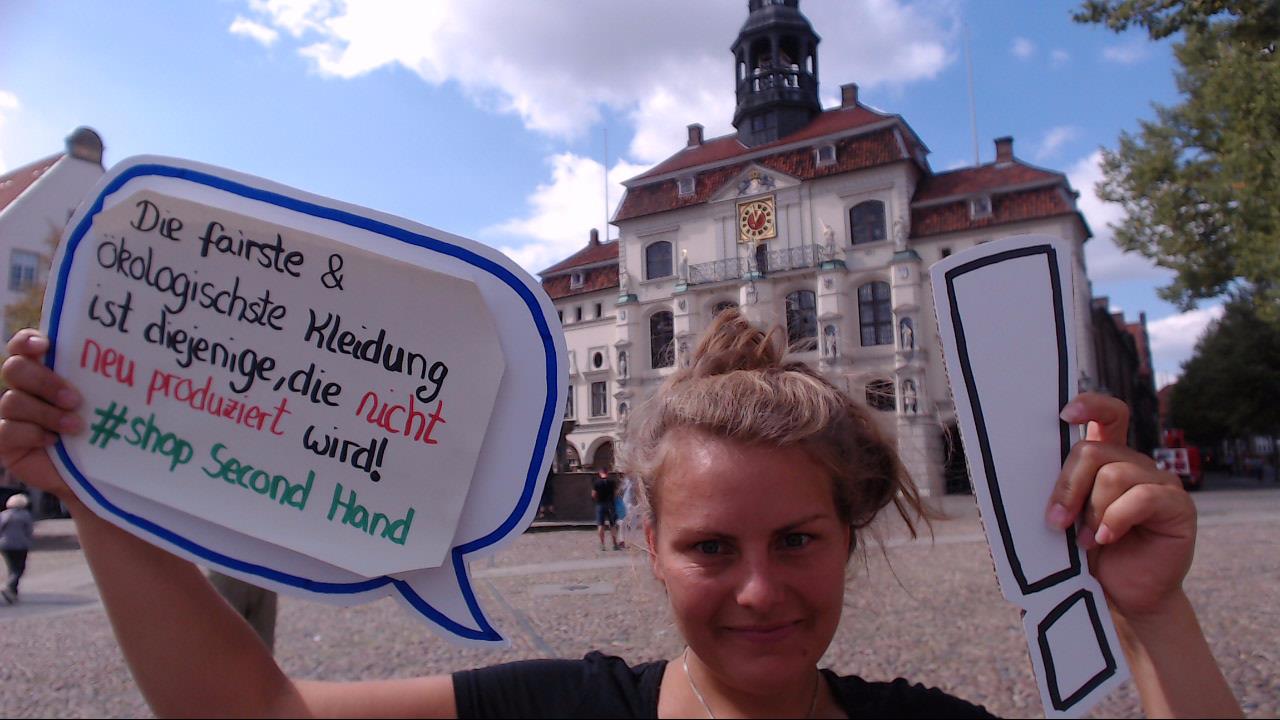 Die fairste &
ökologischste Kleidung
ist diejenige, die nicht
neu produziert wird!
#shop Second Hand
!